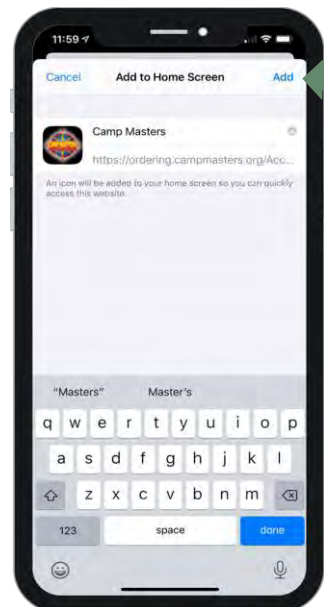 11:59
Cancel Add to Home Screen Add
Camp Masters
https://ordering.campmasters.org/Acc...
An icon will be added to your home screen so you can quickly
access this website.
"Masters" Master's
q w e r t y u i o p
a s d f g h j k l
z x c v b n m
123 space done